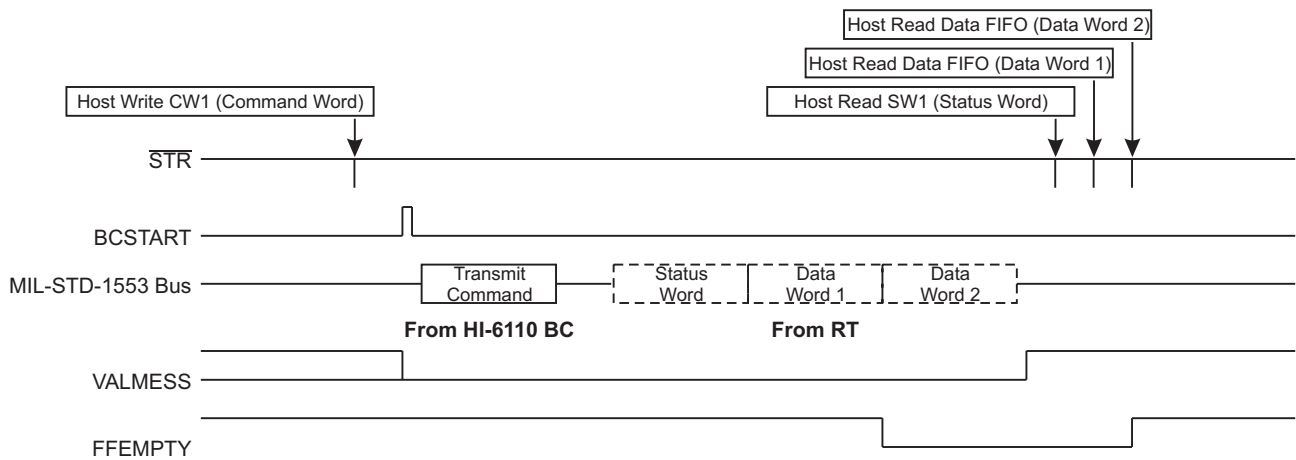 Host Read Data FIFO (Data Word 2)
Host Read Data FIFO (Data Word 1)
Host Write CW1 (Command Word)
Host Read SW1 (Status Word)
STR
BCSTART
MIL-STD-1553 Bus
Transmit
Command
Status
Word
Data
Word 1
Data
Word 2
From HI-6110 BC
From RT
VALMESS
FFEMPTY